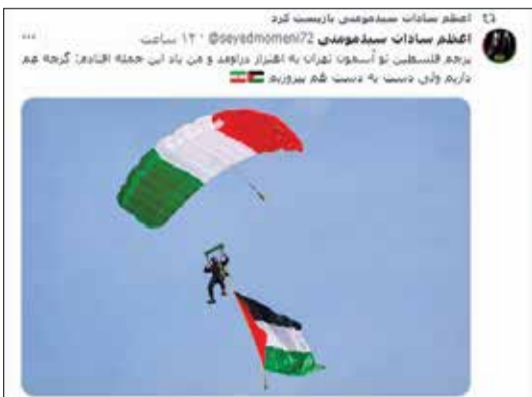 اعظم سادات سیدمومنی بازپست کرد
اعظم سادات سیدمومنی @seyedmomeni72 · ۱۲ ساعت
پرچم فلسطین تو آسمون تهران به اهتزاز دراومد و من یاد این جمله افتادم: گرچه غم
داریم ولی دست به دست هم پیروزیم